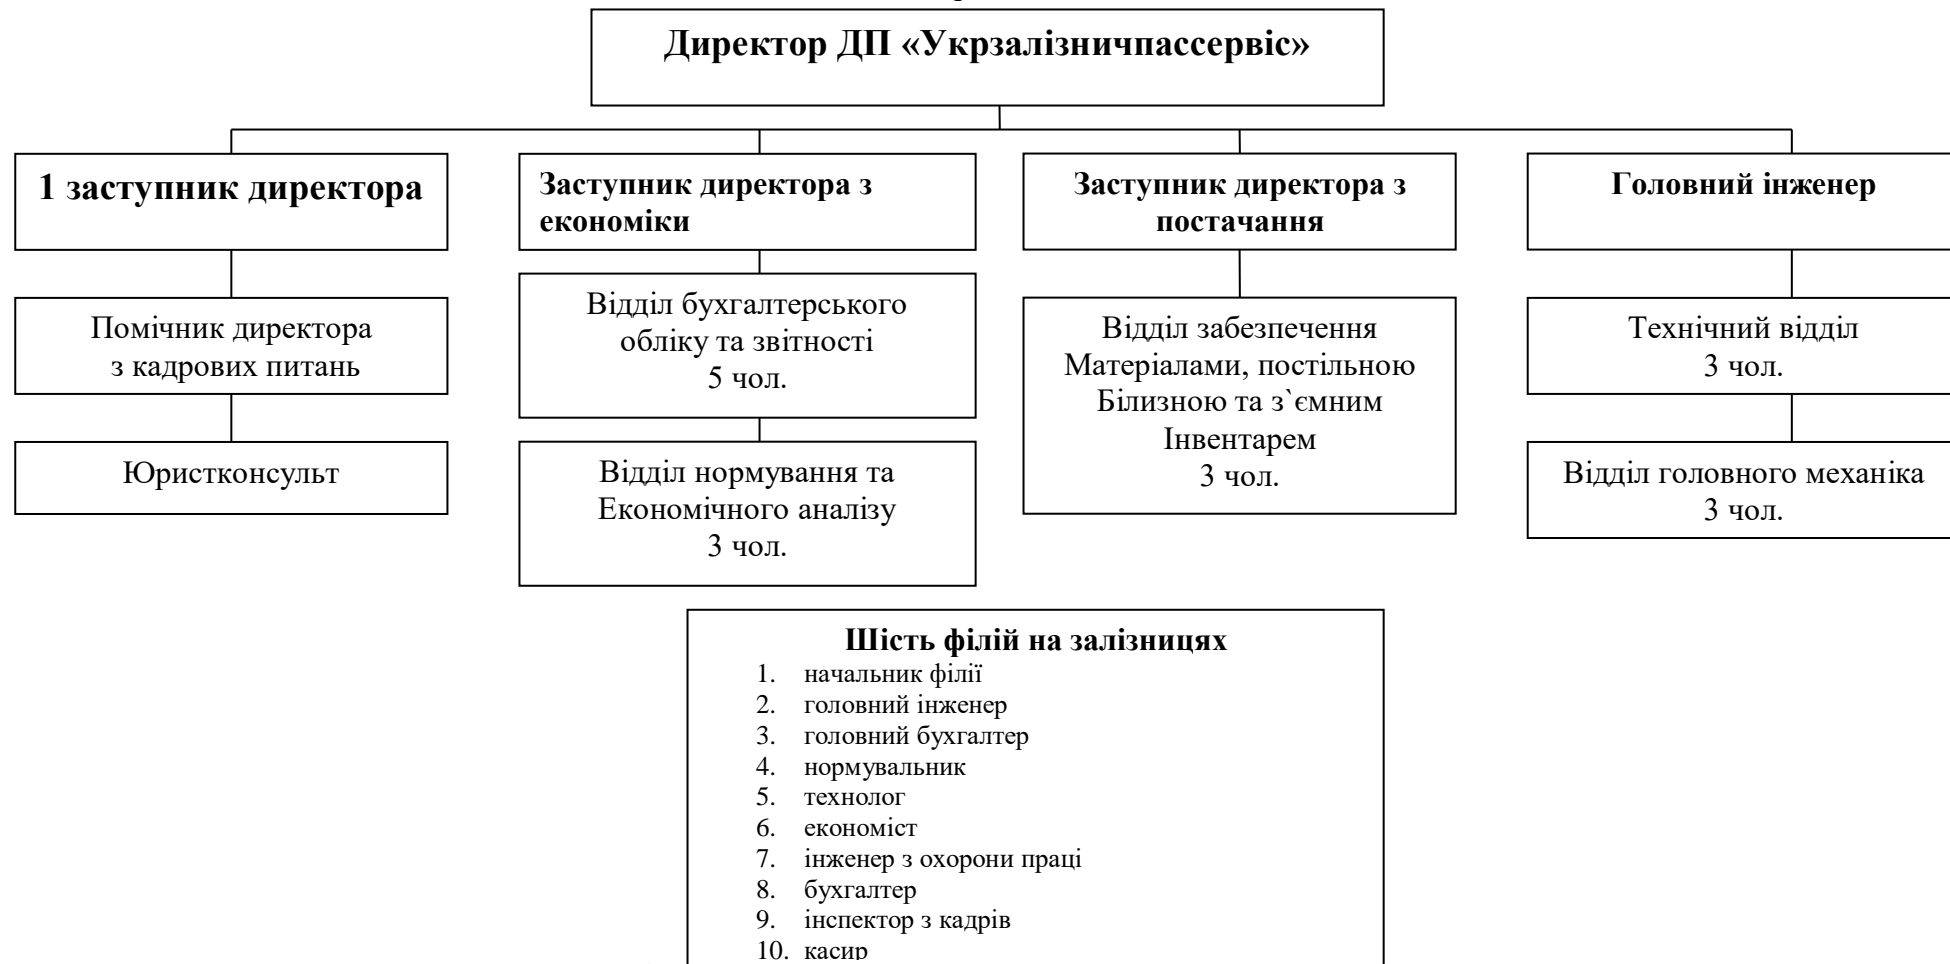 Директор ДП «Укрзалізничпассервіс»
1 заступник директора
Заступник директора з
економіки
Заступник директора з
постачання
Головний інженер
Помічник директора
з кадрових питань
Юристконсульт
Відділ бухгалтерського
обліку та звітності
5 чол.
Відділ нормування та
Економічного аналізу
3 чол.
Відділ забезпечення
Матеріалами, постільною
Білизною та з`ємним
Інвентарем
3 чол.
Технічний відділ
3 чол.
Відділ головного механіка
3 чол.
Шість філій на залізницях
1. начальник філії
2. головний інженер
3. головний бухгалтер
4. нормувальник
5. технолог
6. економіст
7. інженер з охорони праці
8. бухгалтер
9. інспектор з кадрів
10. касир